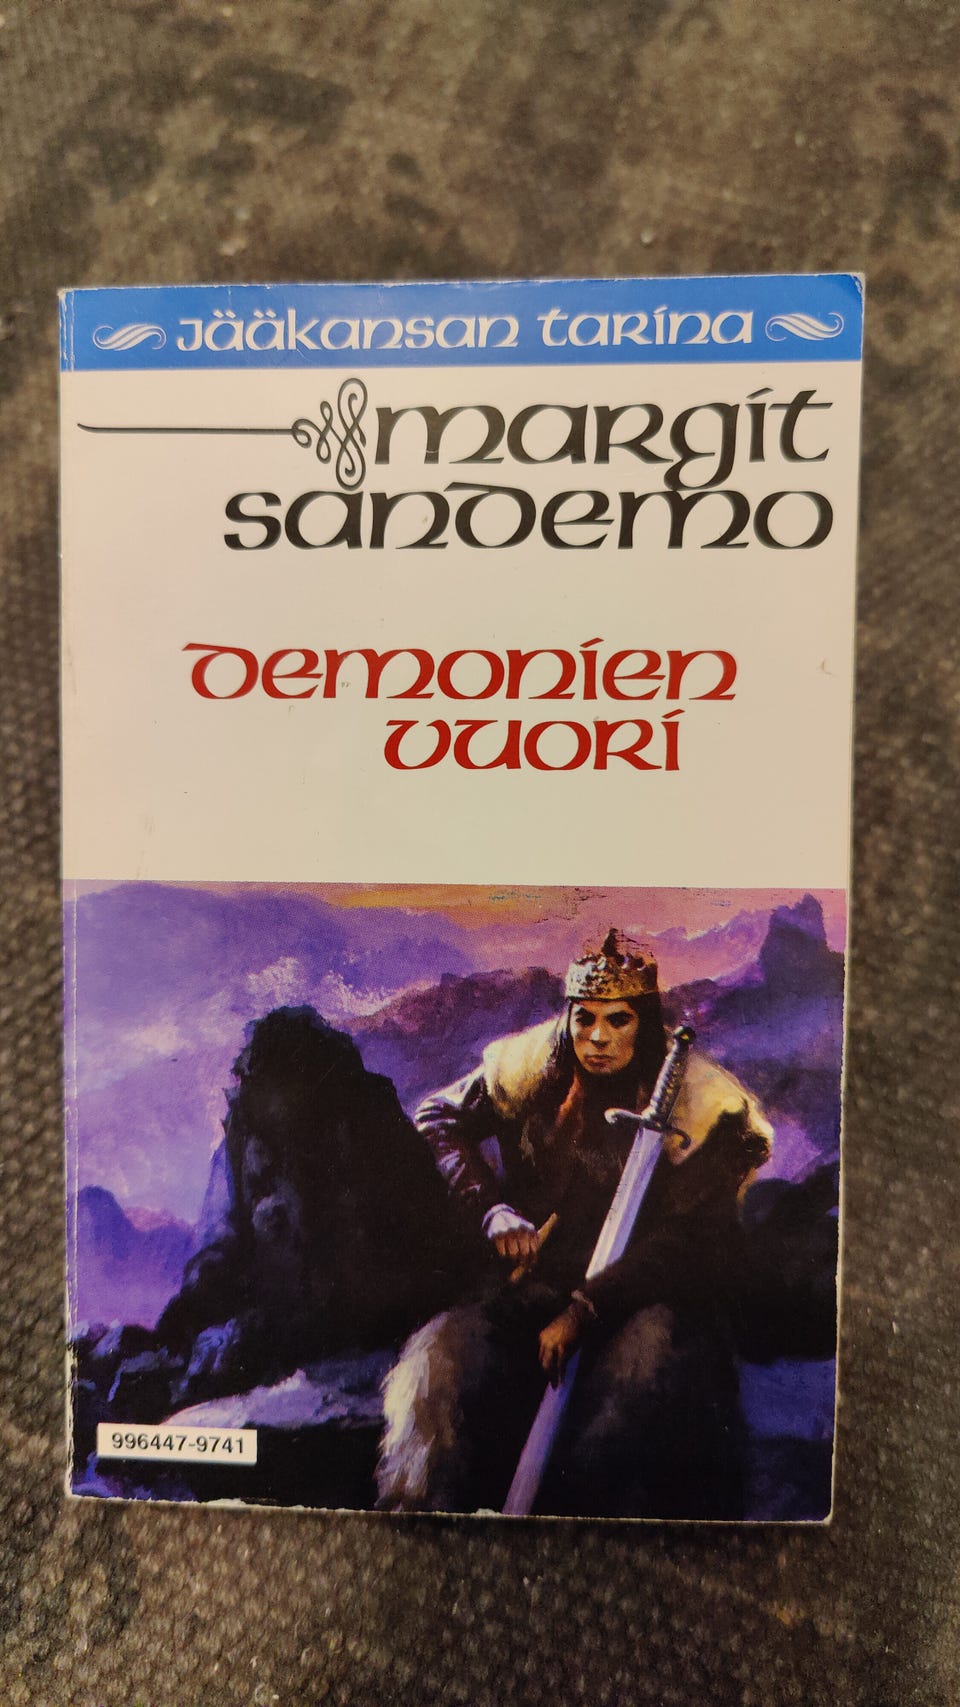 Jääkansan tarina
margit
sandemo
Demonien
vuori
996447-9741